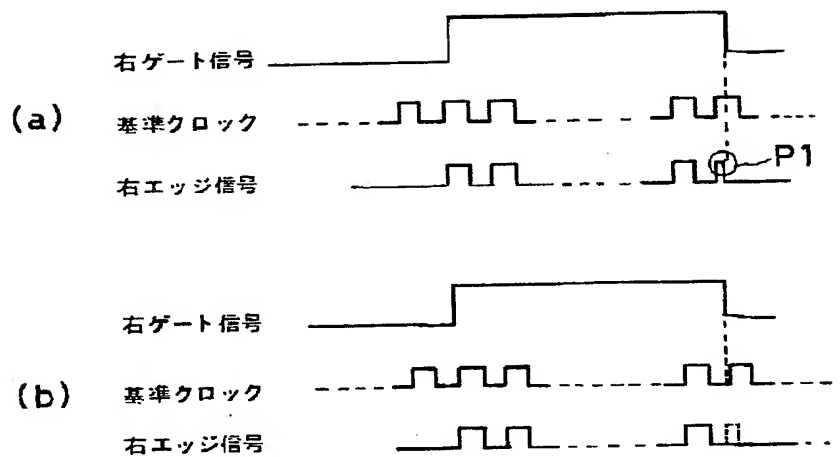 右ゲート信号
(a) 基準クロック
右エッジ信号 P1
右ゲート信号
(b) 基準クロック
右エッジ信号